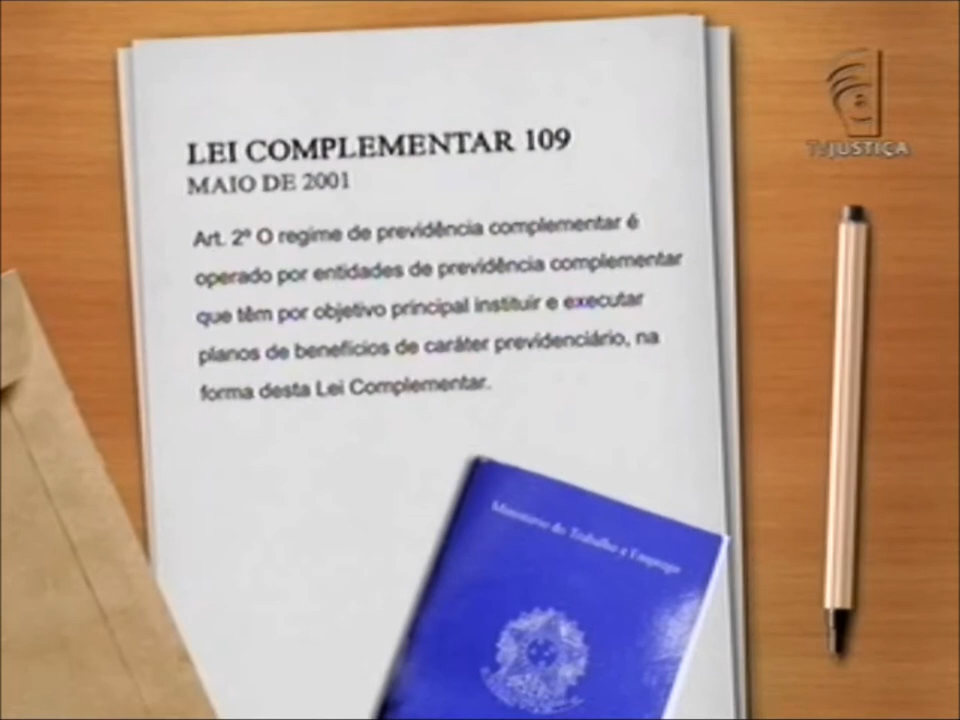 LEI COMPLEMENTAR 109
MAIO DE 2001
Art. 2º O regime de previdência complementar é
operado por entidades de previdência complementar
que têm por objetivo principal instituir e executar
planos de benefícios de caráter previdenciário, na
forma desta Lei Complementar.
TVJUSTIÇA
Ministério do Trabalho e Emprego